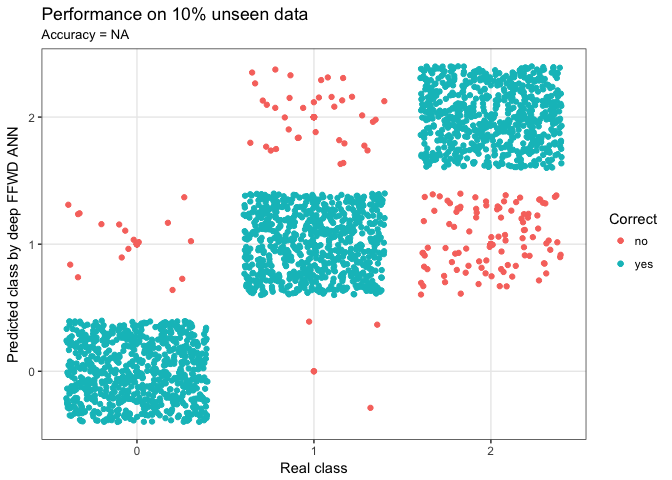 Performance on 10% unseen data
Accuracy = NA
Predicted class by deep FFWD ANN
2
1
0
0
1
2
Real class
Correct
no
yes